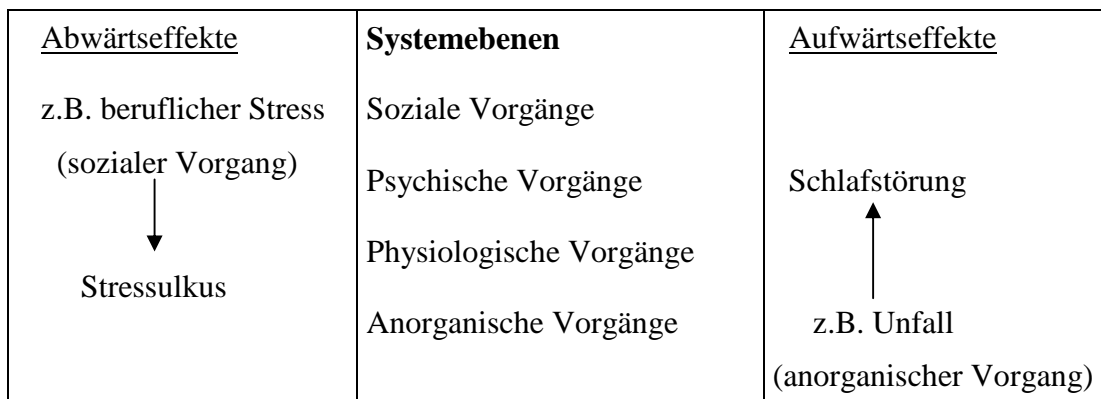 Abwärtseffekte
z.B. beruflicher Stress
(sozialer Vorgang)
Stressulkus
Systemebenen
Soziale Vorgänge
Psychische Vorgänge
Physiologische Vorgänge
Anorganische Vorgänge
Aufwärtseffekte
Schlafstörung
z.B. Unfall
(anorganischer Vorgang)